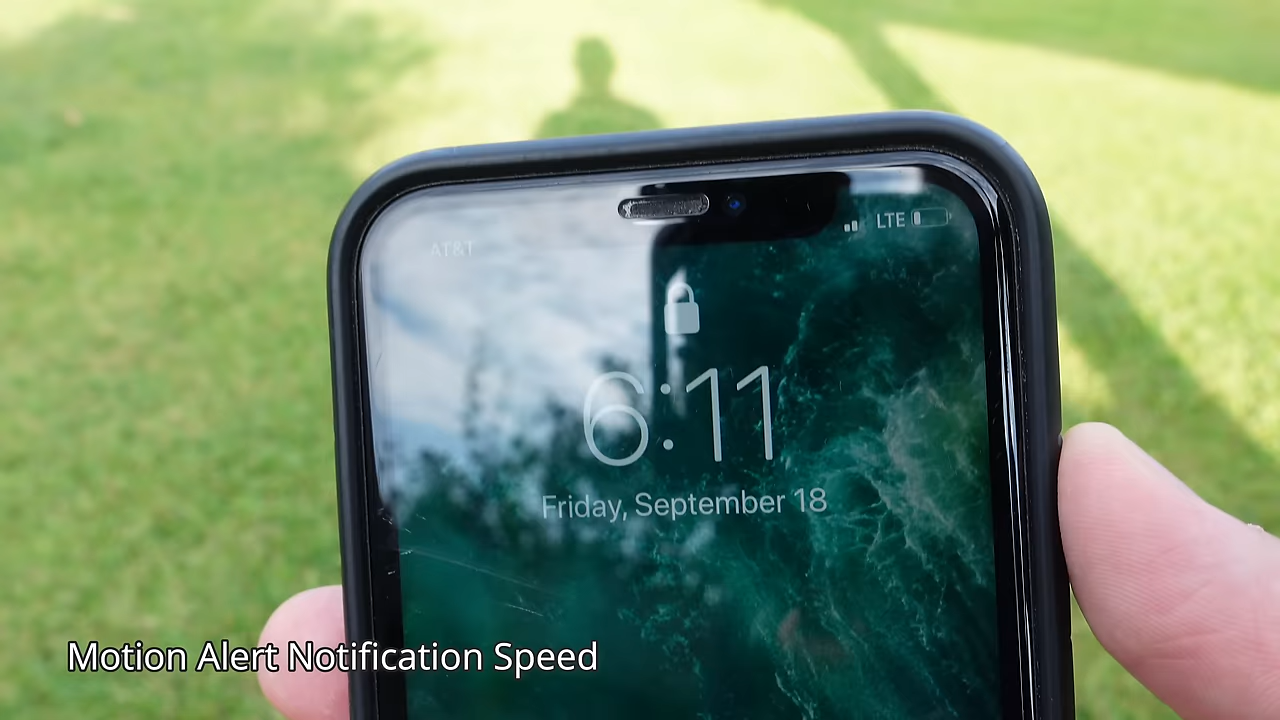 AT&T
LTE
6:11
Friday, September 18
Motion Alert Notification Speed